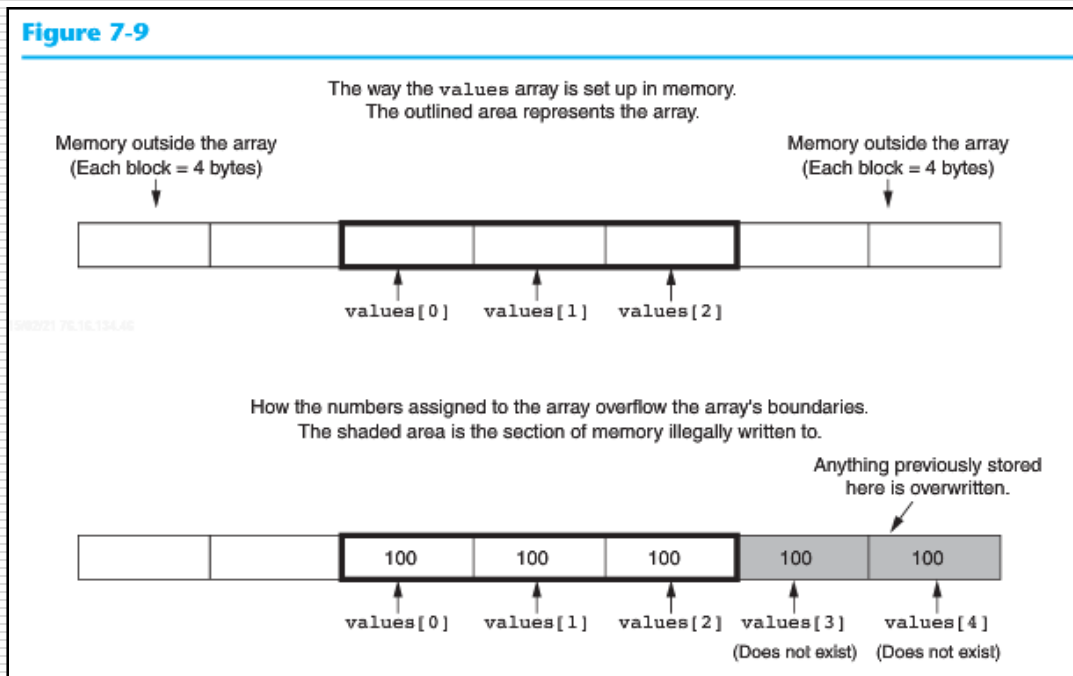 Figure 7-9
The way the values array is set up in memory.
The outlined area represents the array.
Memory outside the array
(Each block = 4 bytes)
Memory outside the array
(Each block = 4 bytes)
values[0] values[1] values[2]
How the numbers assigned to the array overflow the array's boundaries.
The shaded area is the section of memory illegally written to.
Anything previously stored
here is overwritten.
100 100 100 100 100
values[0] values[1] values[2] values[3] values[4]
(Does not exist) (Does not exist)